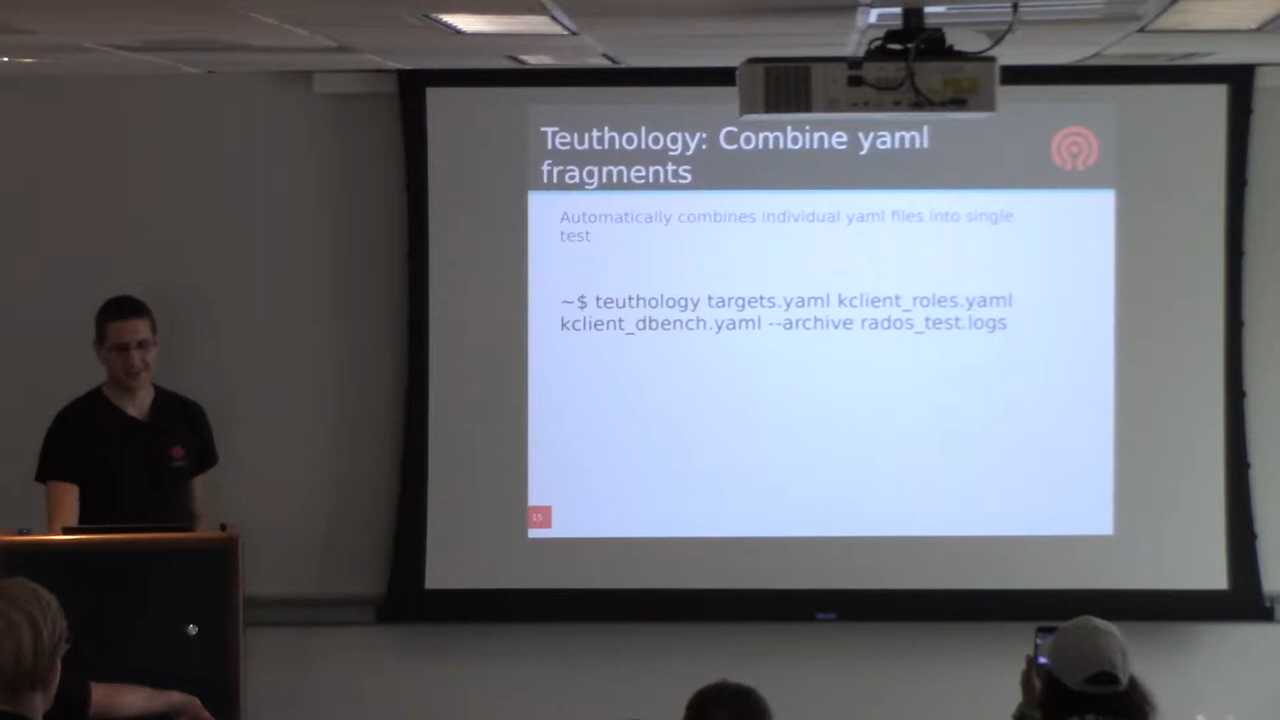 Teuthology: Combine yaml
fragments
Automatically combines individual yaml files into single
test
~$ teuthology targets.yaml kclient_roles.yaml
kclient_dbench.yaml --archive rados_test.logs
15